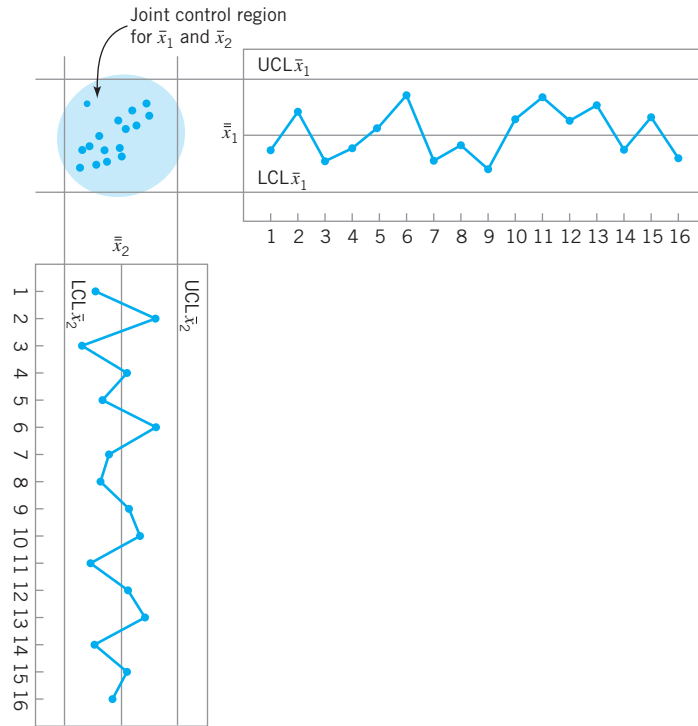 Joint control region
for x̄₁ and x̄₂
UCLx̄₁
x̿₁
LCLx̄₁
1 2 3 4 5 6 7 8 9 10 11 12 13 14 15 16
x̿₂
LCLx̄₂
UCLx̄₂
1
2
3
4
5
6
7
8
9
10
11
12
13
14
15
16